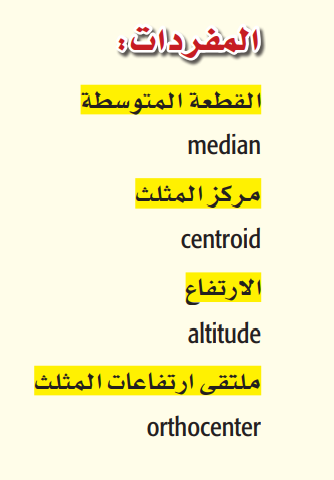 المفردات:
القطعة المتوسطة
median
مركز المثلث
centroid
الارتفاع
altitude
ملتقى ارتفاعات المثلث
orthocenter